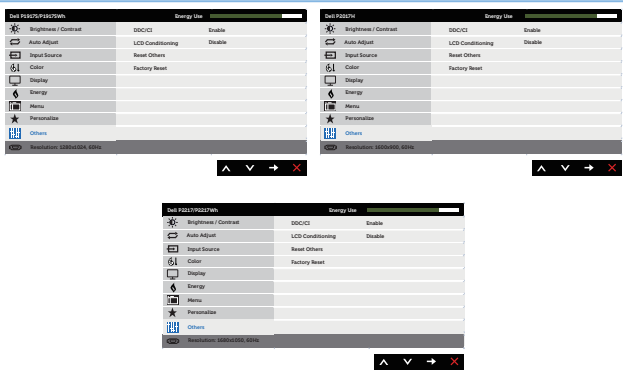 Dell P1917S/P1917SWh Energy Use
Brightness / Contrast DDC/CI Enable
Auto Adjust LCD Conditioning Disable
Input Source Reset Others
Color Factory Reset
Display
Energy
Menu
Personalize
Others
Resolution: 1280x1024, 60Hz
Dell P2017H Energy Use
Brightness / Contrast DDC/CI Enable
Auto Adjust LCD Conditioning Disable
Input Source Reset Others
Color Factory Reset
Display
Energy
Menu
Personalize
Others
Resolution: 1600x900, 60Hz
Dell P2217/P2217Wh Energy Use
Brightness / Contrast DDC/CI Enable
Auto Adjust LCD Conditioning Disable
Input Source Reset Others
Color Factory Reset
Display
Energy
Menu
Personalize
Others
Resolution: 1680x1050, 60Hz